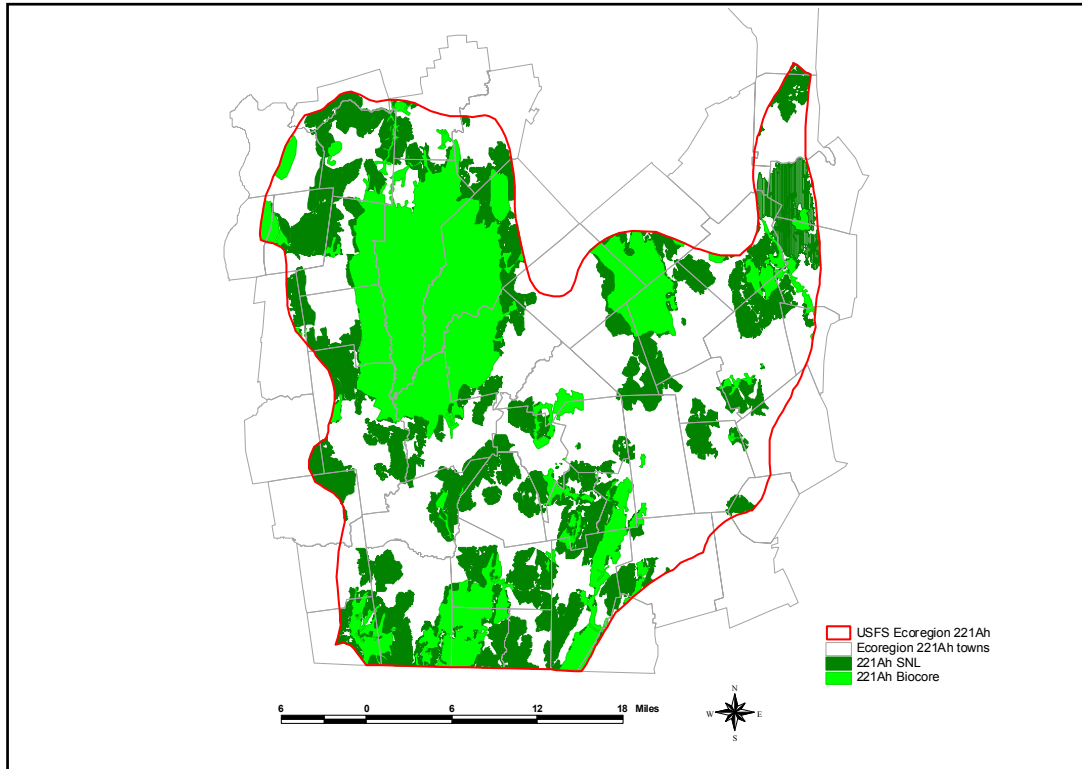 USFS Ecoregion 221Ah
Ecoregion 221Ah towns
221Ah SNL
221Ah Biocore
6 0 6 12 18 Miles
N
W E
S